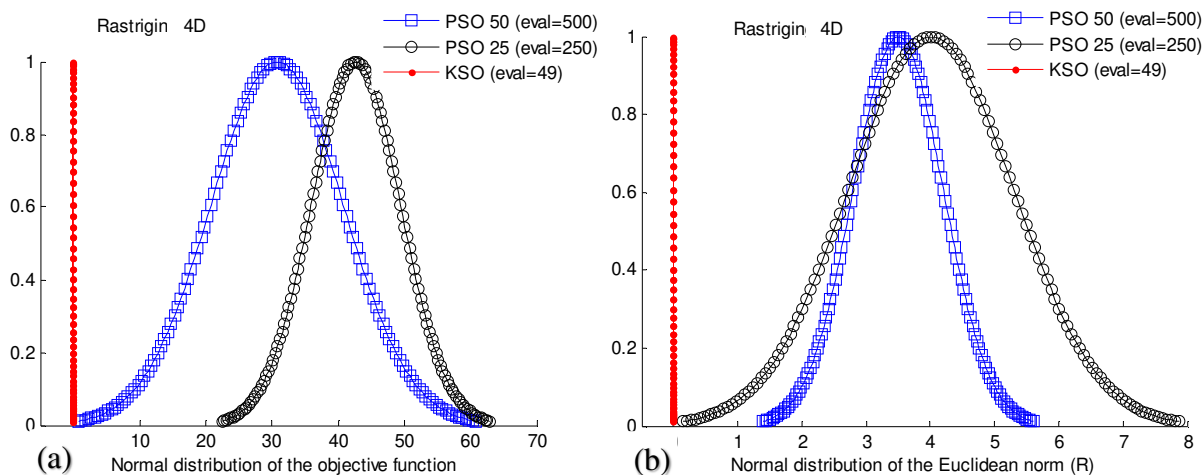 Rastrigin 4D
PSO 50 (eval=500)
PSO 25 (eval=250)
KSO (eval=49)
1
0.8
0.6
0.4
0.2
0
10 20 30 40 50 60 70
(a)
Normal distribution of the objective function
Rastrigin 4D
PSO 50 (eval=500)
PSO 25 (eval=250)
KSO (eval=49)
1
0.8
0.6
0.4
0.2
0
1 2 3 4 5 6 7 8
(b)
Normal distribution of the Euclidean norm (R)